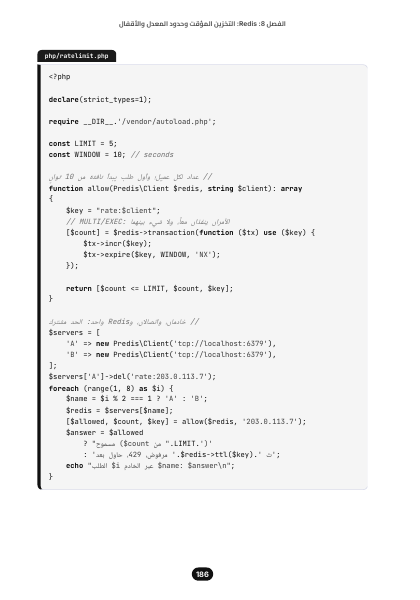 الفصل 8: Redis: التخزين المؤقت وحدود المعدل والأقفال
php/ratelimit.php
<?php
declare(strict_types=1);
require __DIR__.'/vendor/autoload.php';
const LIMIT = 5;
const WINDOW = 10; // seconds
// عداد لكل عميل، وأول طلب يبدأ نافذة من 10 ثوانٍ
function allow(Predis\Client $redis, string $client): array
{
    $key = "rate:$client";
    // MULTI/EXEC: الأمران ينفذان معاً، ولا شيء بينهما
    [$count] = $redis->transaction(function ($tx) use ($key) {
        $tx->incr($key);
        $tx->expire($key, WINDOW, 'NX');
    });
    return [$count <= LIMIT, $count, $key];
}
// خادمان، واتصالان، وRedis واحد: الحد مشترك
$servers = [
    'A' => new Predis\Client('tcp://localhost:6379'),
    'B' => new Predis\Client('tcp://localhost:6379'),
];
$servers['A']->del('rate:203.0.113.7');
foreach (range(1, 8) as $i) {
    $name = $i % 2 === 1 ? 'A' : 'B';
    $redis = $servers[$name];
    [$allowed, $count, $key] = allow($redis, '203.0.113.7');
    $answer = $allowed
        ? "مسموح ($count من ".LIMIT.')'
        : 'مرفوض، 429، حاول بعد '.$redis->ttl($key).' ث';
    echo "الطلب $i عبر الخادم $name: $answer\n";
}
186